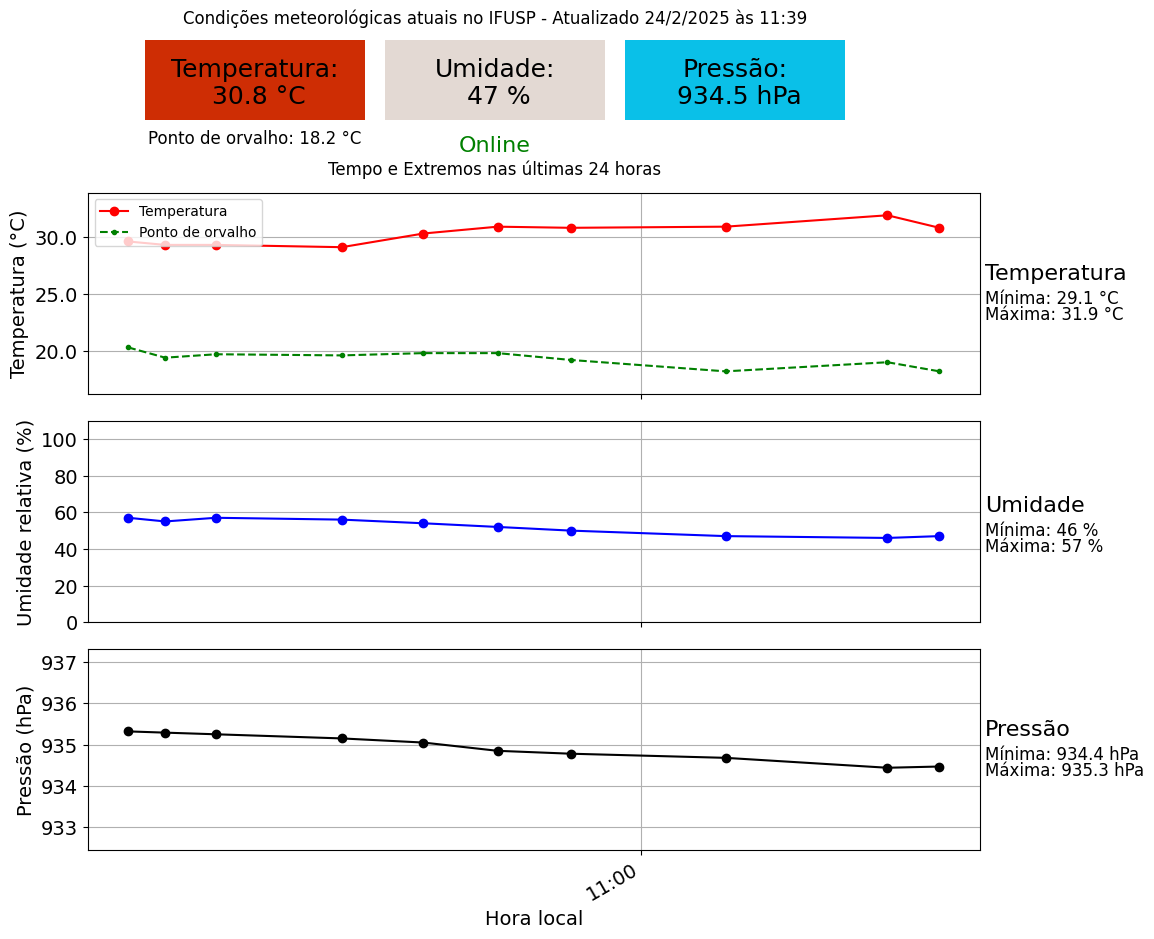 Condições meteorológicas atuais no IFUSP - Atualizado 24/2/2025 às 11:39
Temperatura:
30.8 °C
Umidade:
47 %
Pressão:
934.5 hPa
Ponto de orvalho: 18.2 °C
Online
Tempo e Extremos nas últimas 24 horas
Temperatura (°C)
30.0
25.0
20.0
Temperatura
Ponto de orvalho
Temperatura
Mínima: 29.1 °C
Máxima: 31.9 °C
Umidade relativa (%)
100
80
60
40
20
0
Umidade
Mínima: 46 %
Máxima: 57 %
Pressão (hPa)
937
936
935
934
933
Pressão
Mínima: 934.4 hPa
Máxima: 935.3 hPa
11:00
Hora local